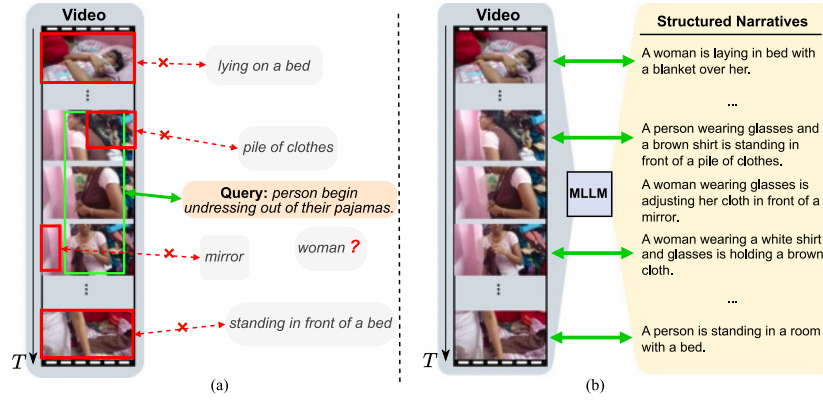 Video
lying on a bed
...
pile of clothes
Query: person begin
undressing out of their pajamas.
mirror
woman ?
...
standing in front of a bed
T
(a)
Video
...
T
MLLM
Structured Narratives
A woman is laying in bed with
a blanket over her.
...
A person wearing glasses and
a brown shirt is standing in
front of a pile of clothes.
A woman wearing glasses is
adjusting her cloth in front of a
mirror.
A woman wearing a white shirt
and glasses is holding a brown
cloth.
...
A person is standing in a room
with a bed.
(b)